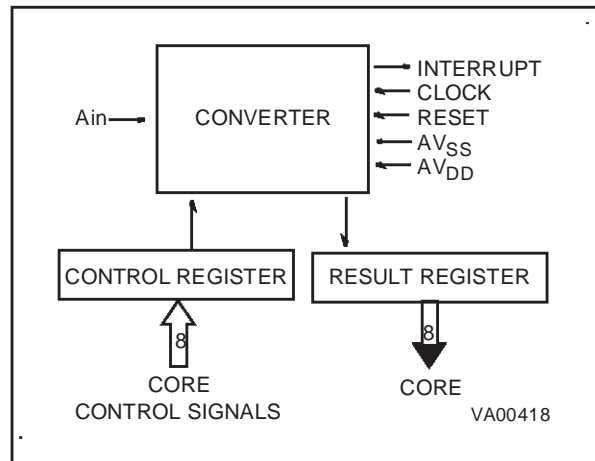 INTERRUPT
CLOCK
Ain
CONVERTER
RESET
AVSS
AVDD
CONTROL REGISTER
RESULT REGISTER
8
8
CORE
CONTROL SIGNALS
CORE
VA00418